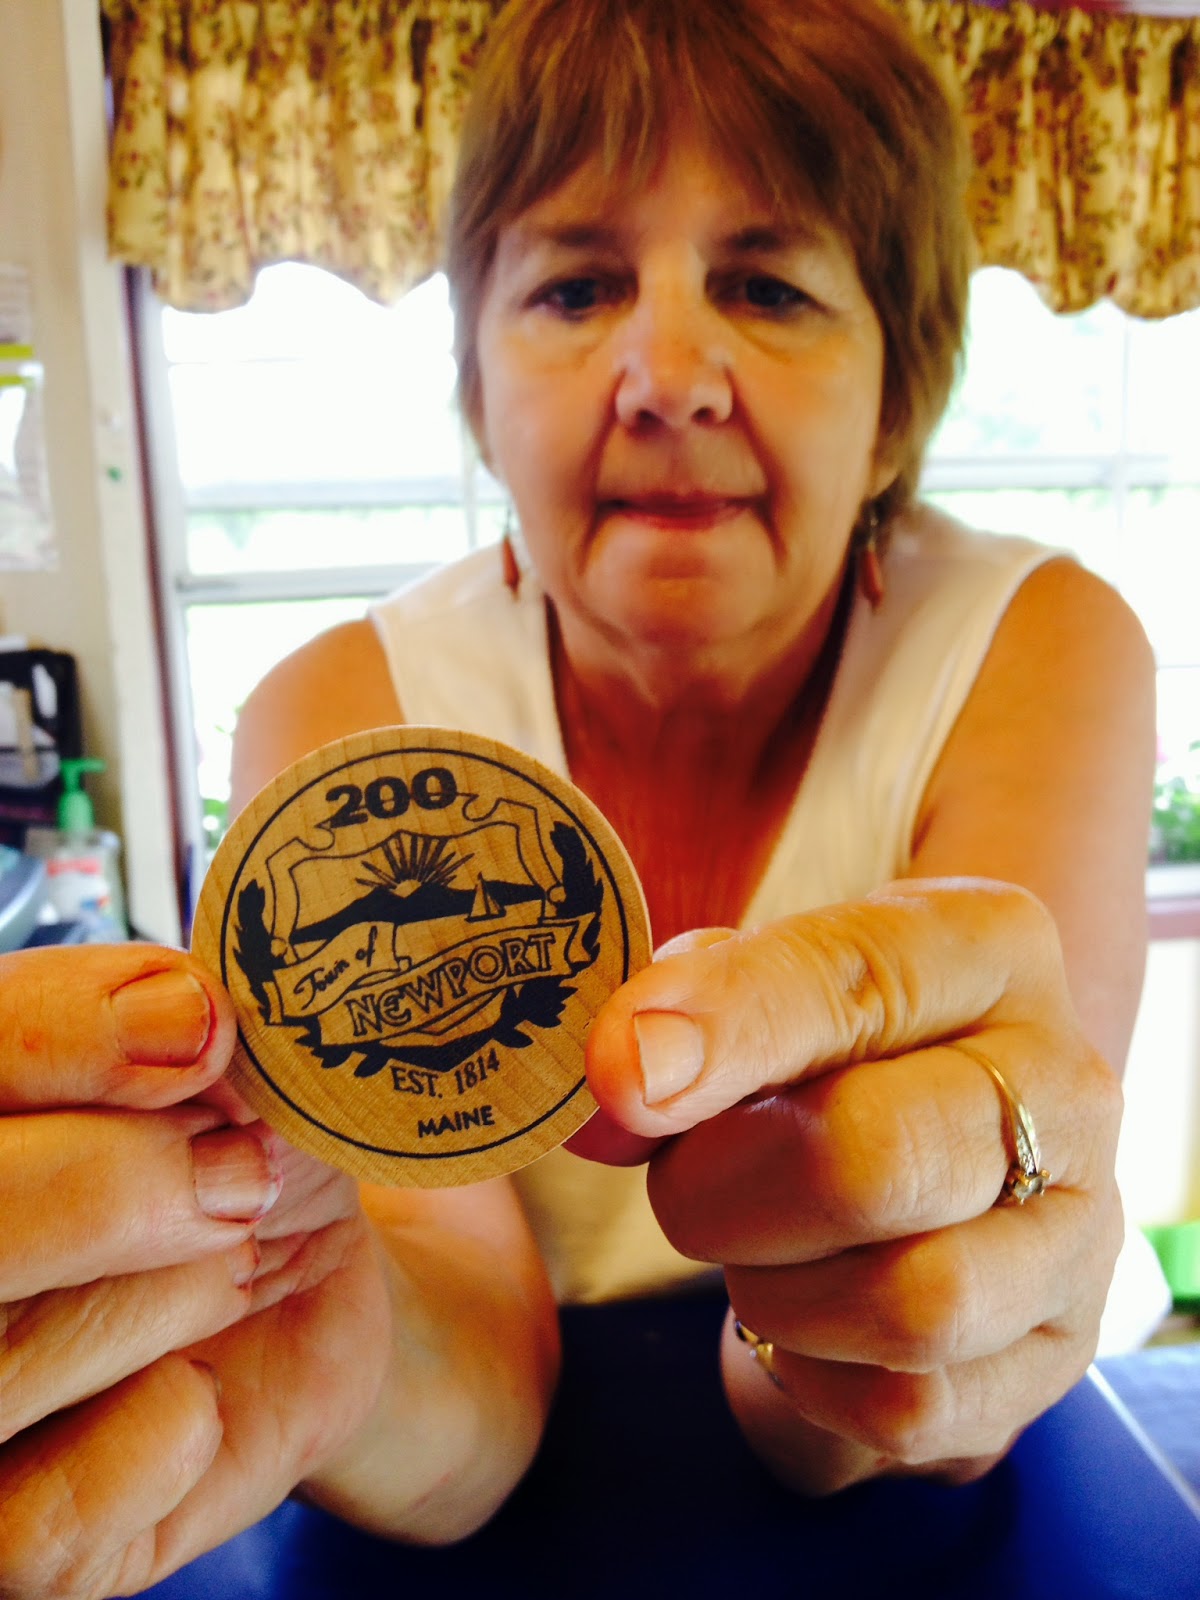 200
Town of
NEWPORT
EST. 1814
MAINE